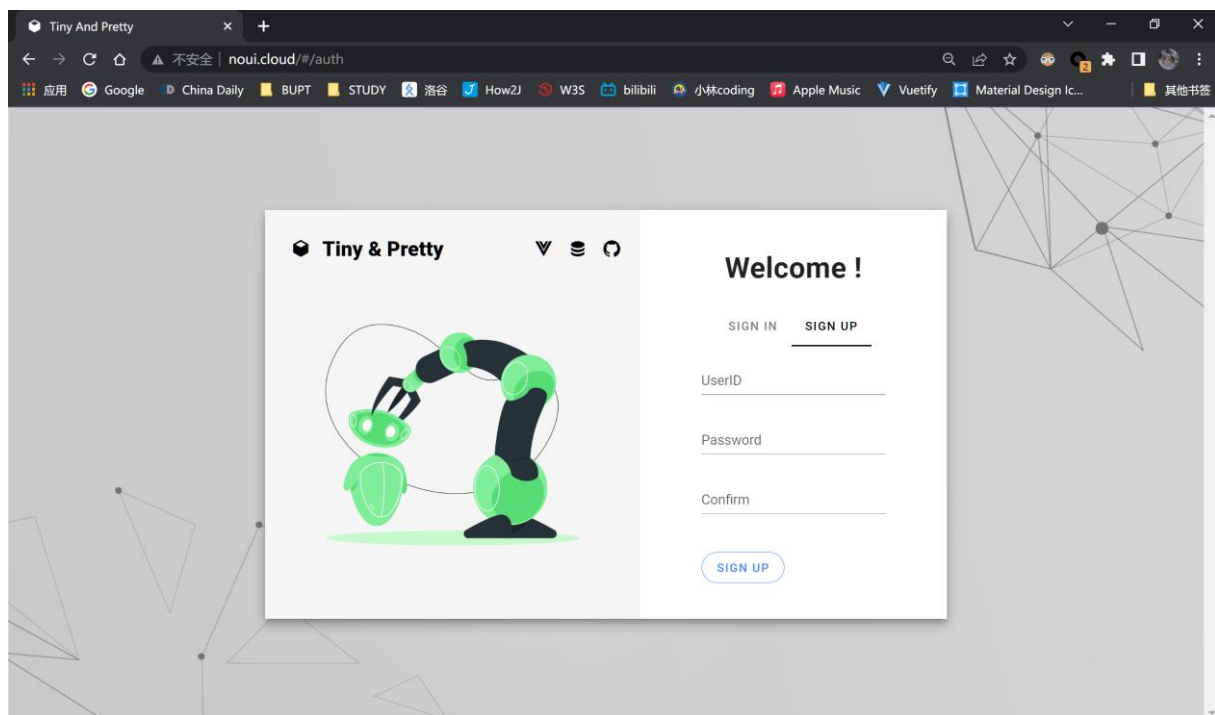 Tiny And Pretty
不安全 noui.cloud/#/auth
2
应用 Google China Daily BUPT STUDY 洛谷 How2J W3S bilibili 小林coding Apple Music Vuetify Material Design Ic... 其他书签
Tiny & Pretty
Welcome !
SIGN IN SIGN UP
UserID
Password
Confirm
SIGN UP